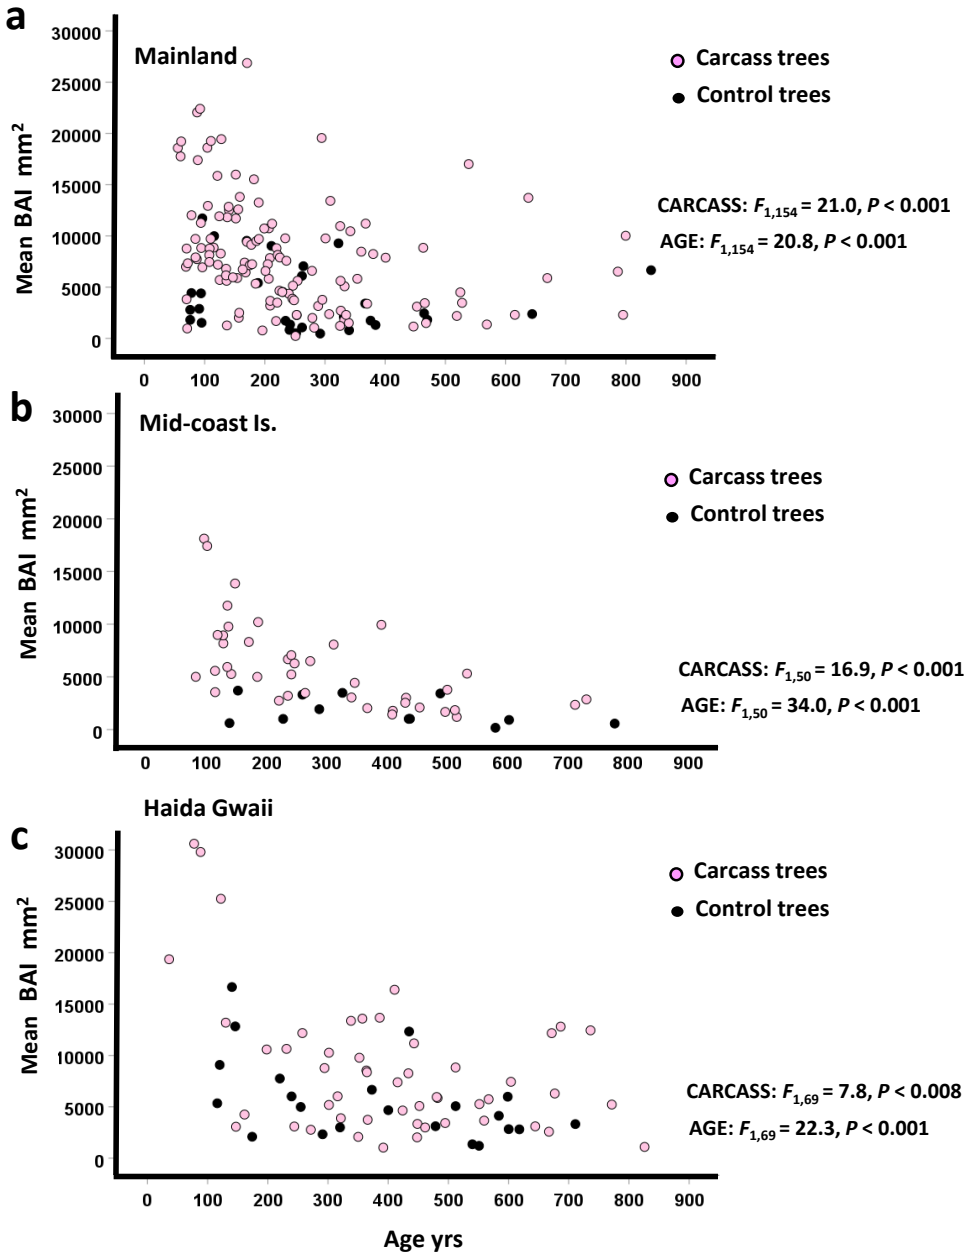 a
Mainland
Carcass trees
Control trees
30000
25000
20000
15000
10000
5000
0
Mean BAI mm²
CARCASS: F1,154 = 21.0, P < 0.001
AGE: F1,154 = 20.8, P < 0.001
0 100 200 300 400 500 600 700 800 900
b
Mid-coast Is.
Carcass trees
Control trees
30000
25000
20000
15000
10000
5000
0
Mean BAI mm²
CARCASS: F1,50 = 16.9, P < 0.001
AGE: F1,50 = 34.0, P < 0.001
0 100 200 300 400 500 600 700 800 900
Haida Gwaii
c
Carcass trees
Control trees
30000
25000
20000
15000
10000
5000
0
Mean BAI mm²
CARCASS: F1,69 = 7.8, P < 0.008
AGE: F1,69 = 22.3, P < 0.001
0 100 200 300 400 500 600 700 800 900
Age yrs